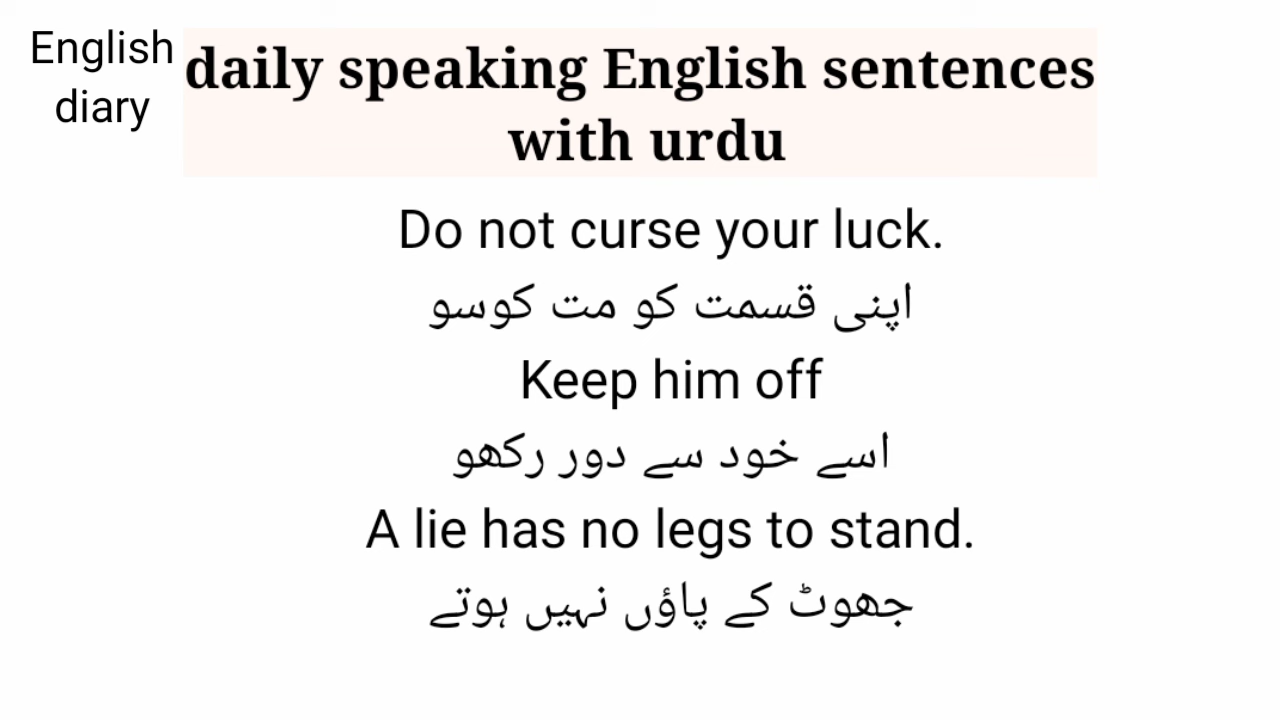 English
diary
daily speaking English sentences
with urdu
Do not curse your luck.
اپنی قسمت کو مت کوسو
Keep him off
اسے خود سے دور رکھو
A lie has no legs to stand.
جھوٹ کے پاؤں نہیں ہوتے